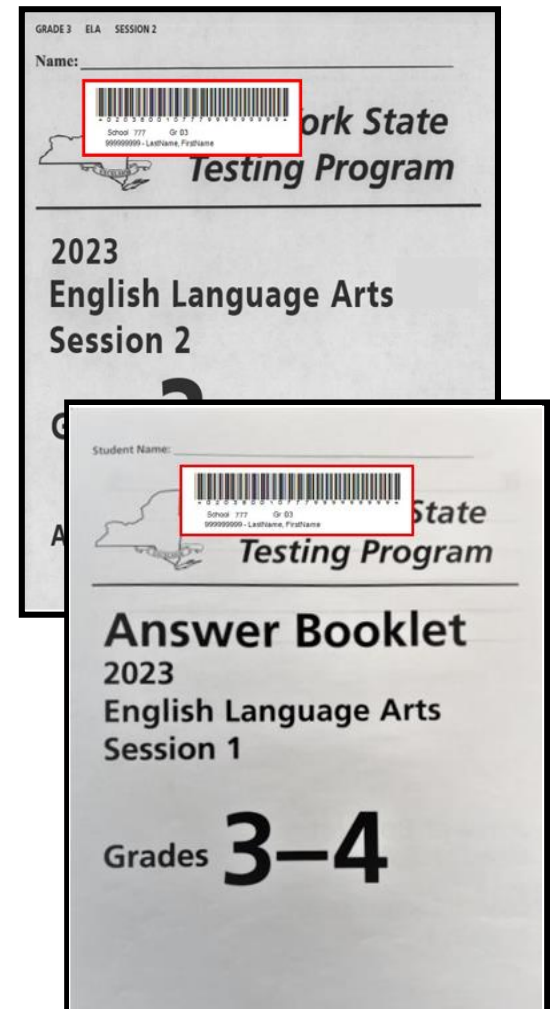 GRADE 3 ELA SESSION 2
Name:
School 777 Gr 03
999999999 - LastName, FirstName
ork State
Testing Program
2023
English Language Arts
Session 2
Student Name:
School 777 Gr 03
999999999 - LastName, FirstName
State
Testing Program
Answer Booklet
2023
English Language Arts
Session 1
Grades 3–4